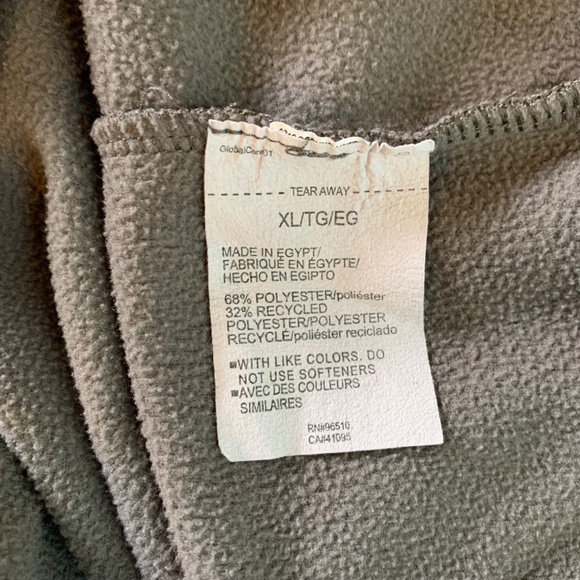 GlobalCare01
TEAR AWAY
XL/TG/EG
MADE IN EGYPT/
FABRIQUÉ EN ÉGYPTE/
HECHO EN EGIPTO
68% POLYESTER/poliéster
32% RECYCLED
POLYESTER/POLYESTER
RECYCLÉ/poliéster reciclado
WITH LIKE COLORS. DO
NOT USE SOFTENERS
AVEC DES COULEURS
SIMILAIRES
RN#96510
CA#41095